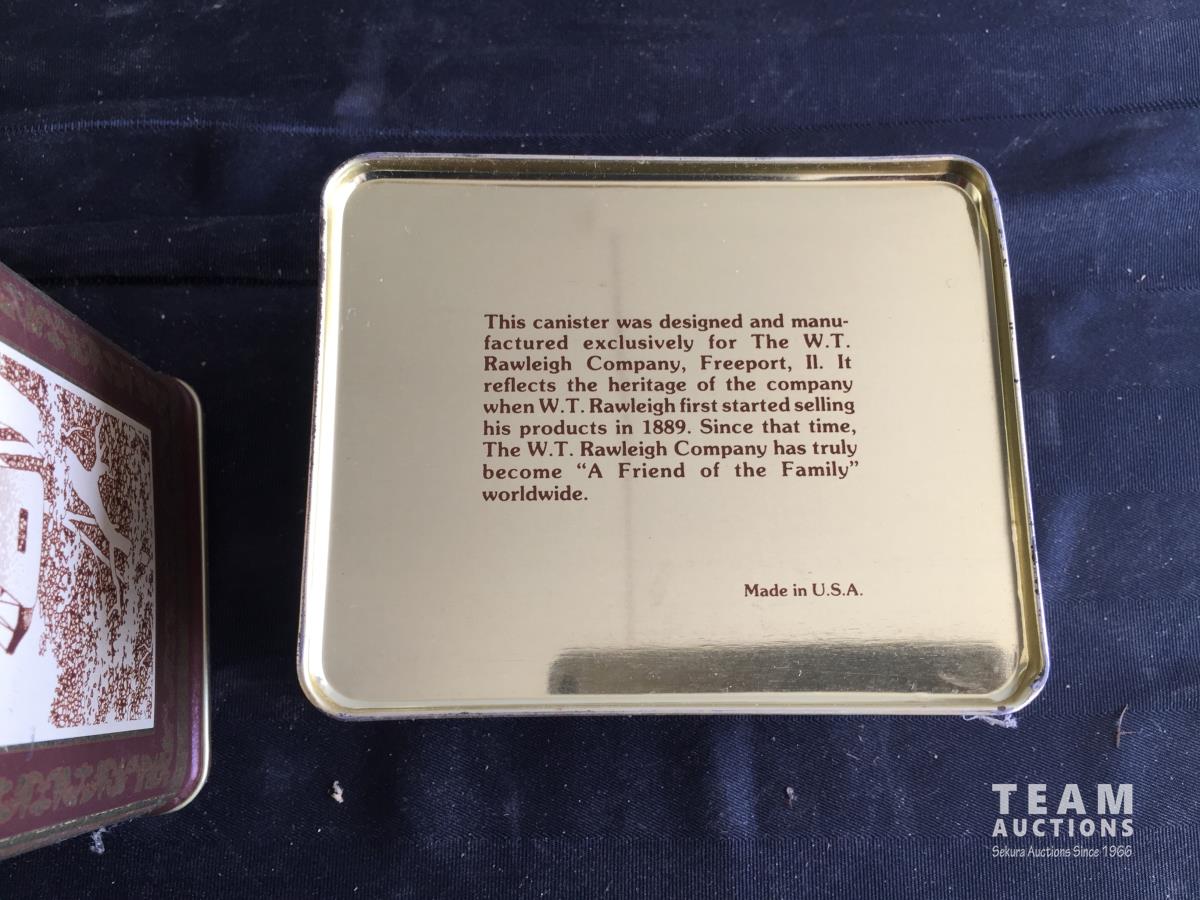 This canister was designed and manu-
factured exclusively for The W.T.
Rawleigh Company, Freeport, Il. It
reflects the heritage of the company
when W.T. Rawleigh first started selling
his products in 1889. Since that time,
The W.T. Rawleigh Company has truly
become “A Friend of the Family”
worldwide.
Made in U.S.A.
TEAM
AUCTIONS
Sekura Auctions Since 1966